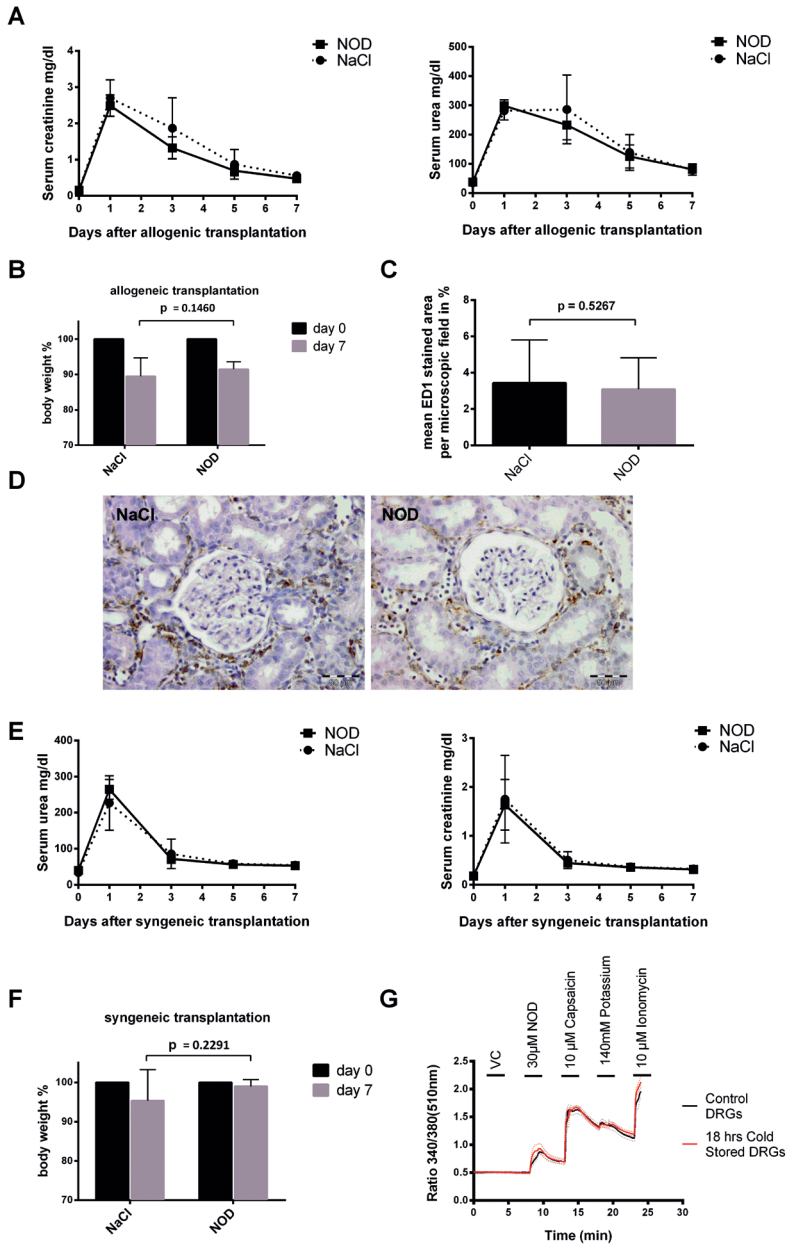 A
NOD
NaCl
Serum creatinine mg/dl
4
3
2
1
0
0 1 2 3 4 5 6 7
Days after allogenic transplantation
NOD
NaCl
Serum urea mg/dl
500
400
300
200
100
0
0 1 2 3 4 5 6 7
Days after allogenic transplantation
B
allogeneic transplantation
p = 0.1460
day 0
day 7
body weight %
100
90
80
70
NaCl
NOD
C
p = 0.5267
mean ED1 stained area
per microscopic field in %
8
6
4
2
0
NaCl
NOD
D
NaCl
NOD
E
NOD
NaCl
Serum urea mg/dl
400
300
200
100
0
0 1 2 3 4 5 6 7
Days after syngeneic transplantation
NOD
NaCl
Serum creatinine mg/dl
3
2
1
0
0 1 2 3 4 5 6 7
Days after syngeneic transplantation
F
syngeneic transplantation
p = 0.2291
day 0
day 7
body weight %
100
90
80
70
NaCl
NOD
G
VC
30µM NOD
10 µM Capsaicin
140mM Potassium
10 µM Ionomycin
Ratio 340/380(510nm)
2.5
2.0
1.5
1.0
0.5
0.0
0 5 10 15 20 25 30
Time (min)
Control
DRGs
18 hrs Cold
Stored DRGs